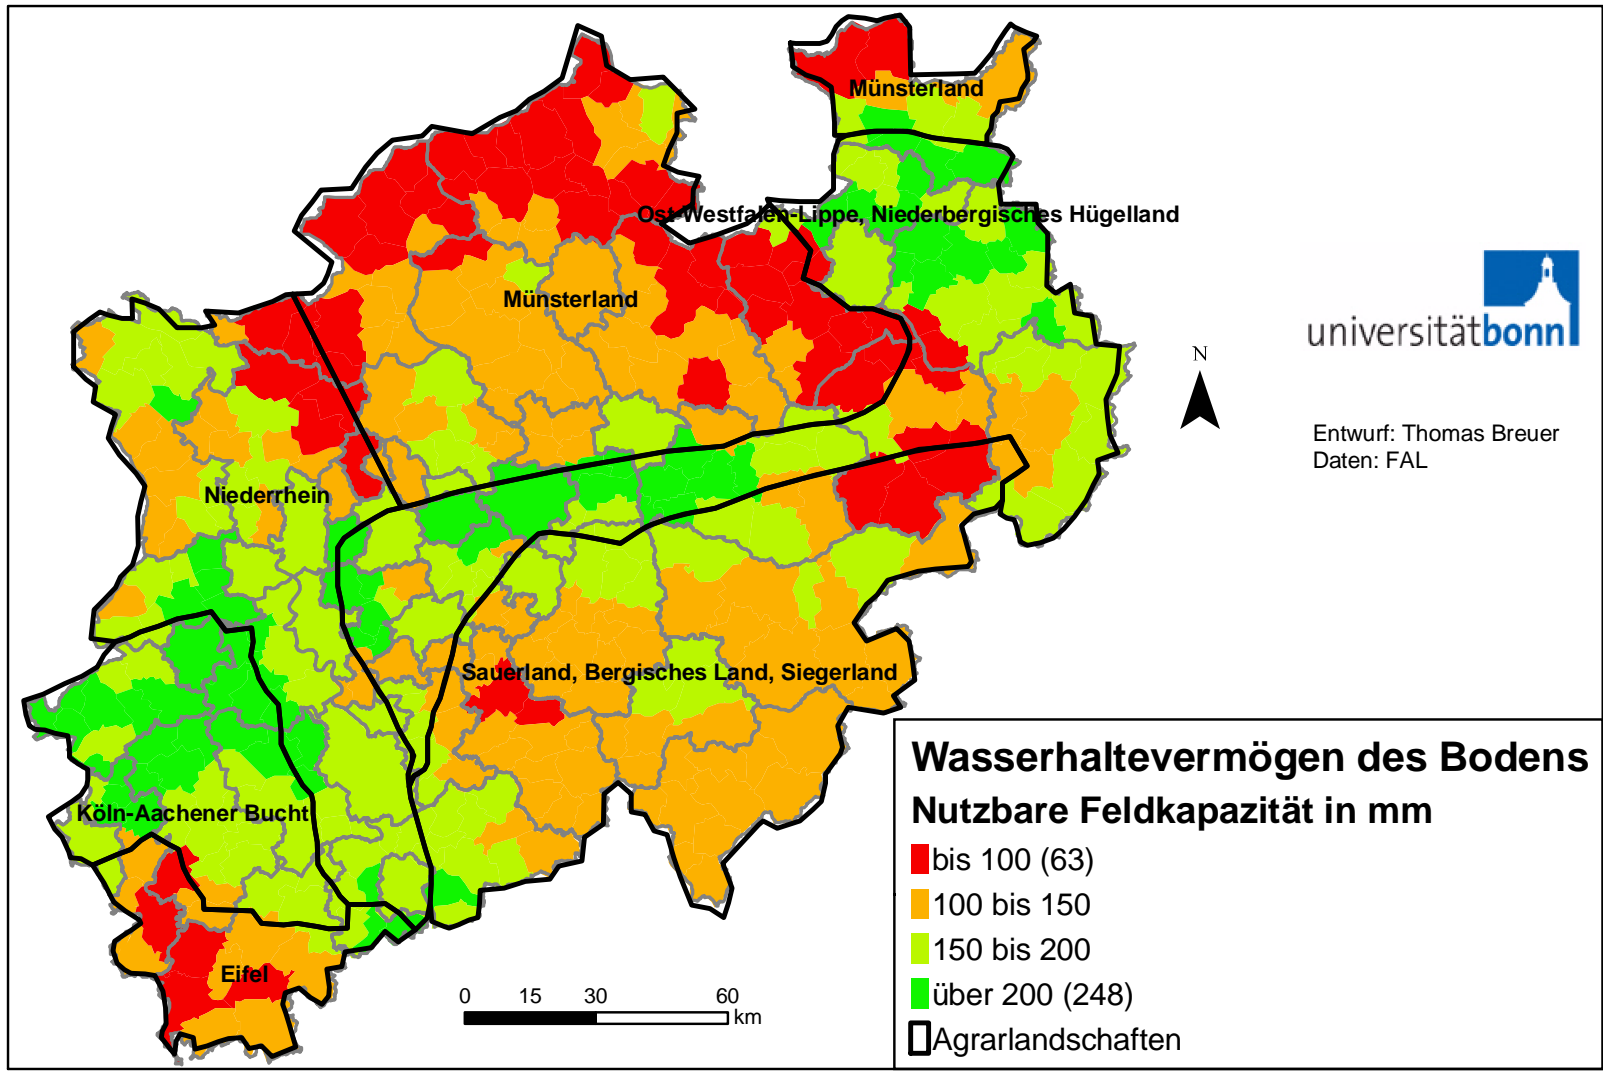 Münsterland
Ost-Westfalen-Lippe, Niederbergisches Hügelland
Münsterland
universitätbonn
N
Entwurf: Thomas Breuer
Daten: FAL
Niederrhein
Sauerland, Bergisches Land, Siegerland
Köln-Aachener Bucht
Eifel
0 15 30 60
km
Wasserhaltevermögen des Bodens
Nutzbare Feldkapazität in mm
bis 100 (63)
100 bis 150
150 bis 200
über 200 (248)
Agrarlandschaften